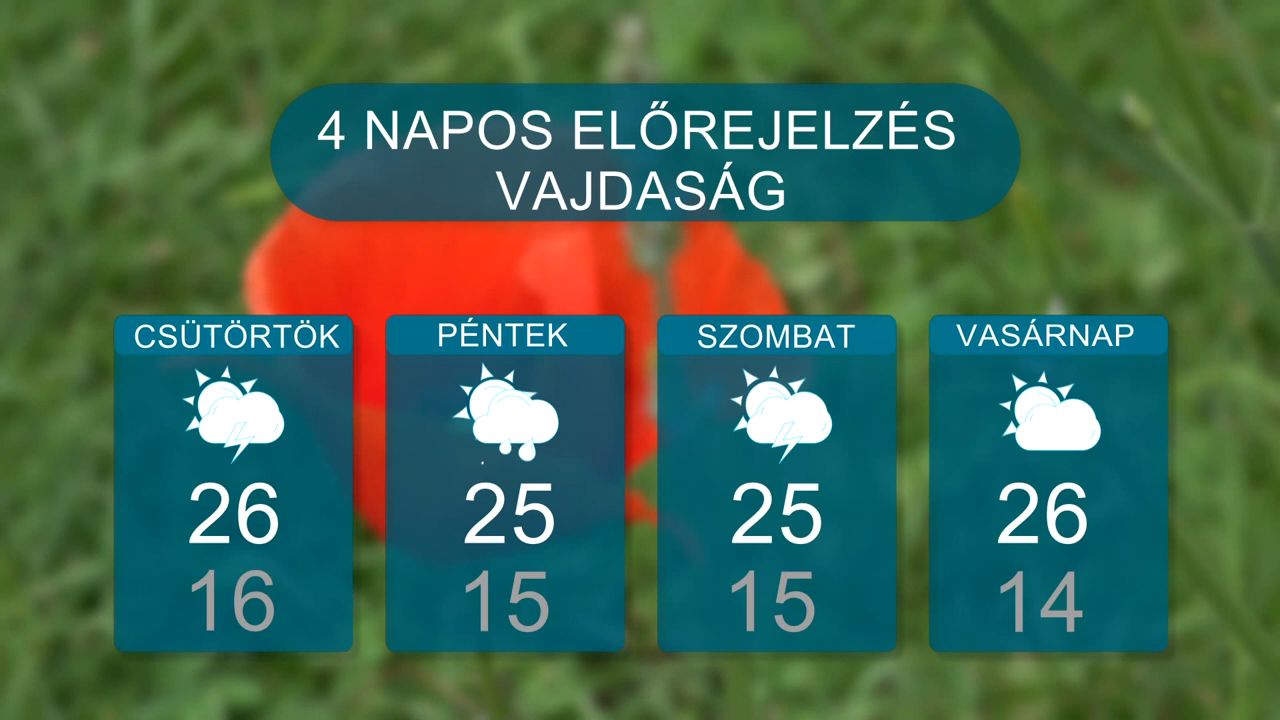 4 NAPOS ELŐREJELZÉS
VAJDASÁG
CSÜTÖRTÖK
26
16
PÉNTEK
25
15
SZOMBAT
25
15
VASÁRNAP
26
14